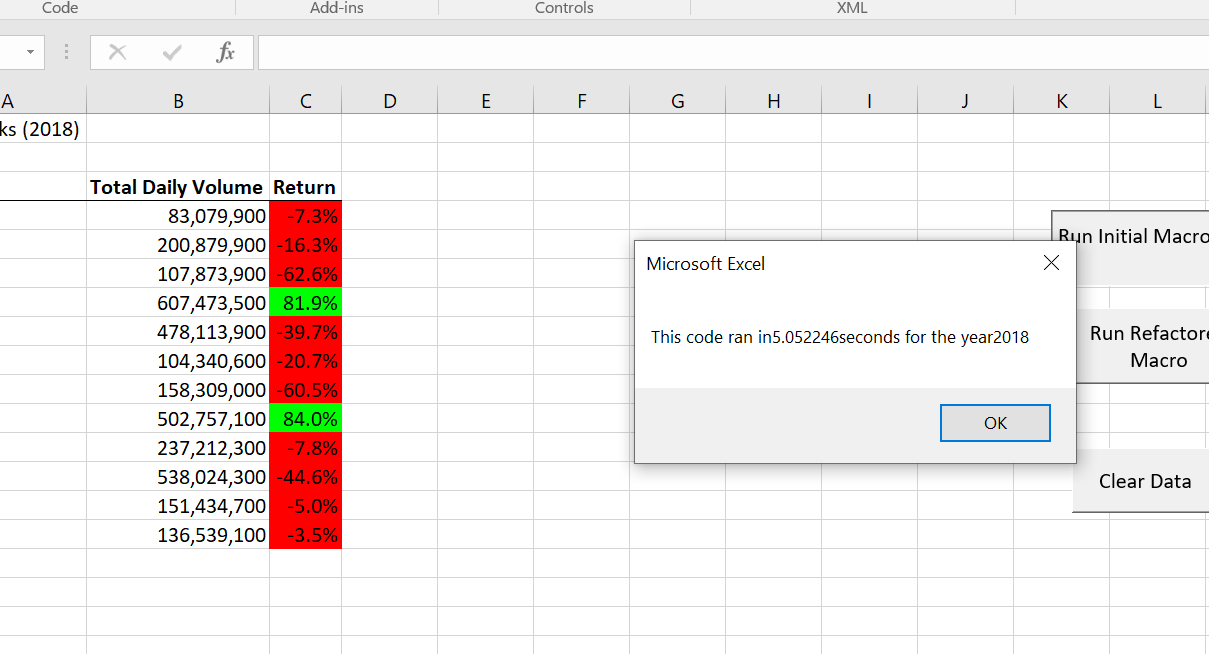 Code Add-ins Controls XML
fx
A B C D E F G H I J K L
ks (2018)
Total Daily Volume Return
83,079,900 -7.3%
200,879,900 -16.3%
107,873,900 -62.6%
607,473,500 81.9%
478,113,900 -39.7%
104,340,600 -20.7%
158,309,000 -60.5%
502,757,100 84.0%
237,212,300 -7.8%
538,024,300 -44.6%
151,434,700 -5.0%
136,539,100 -3.5%
Run Initial Macro
Microsoft Excel
This code ran in5.052246seconds for the year2018
OK
Run Refactore
Macro
Clear Data